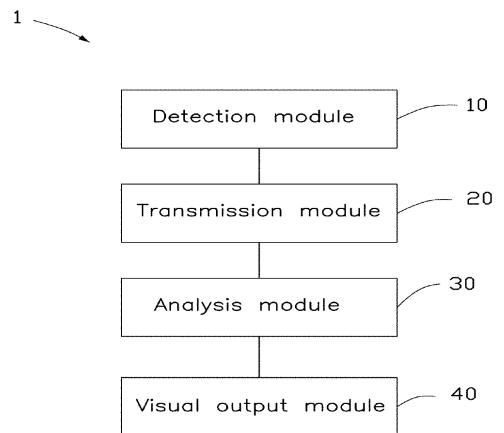 1
Detection module
10
Transmission module
20
Analysis module
30
Visual output module
40